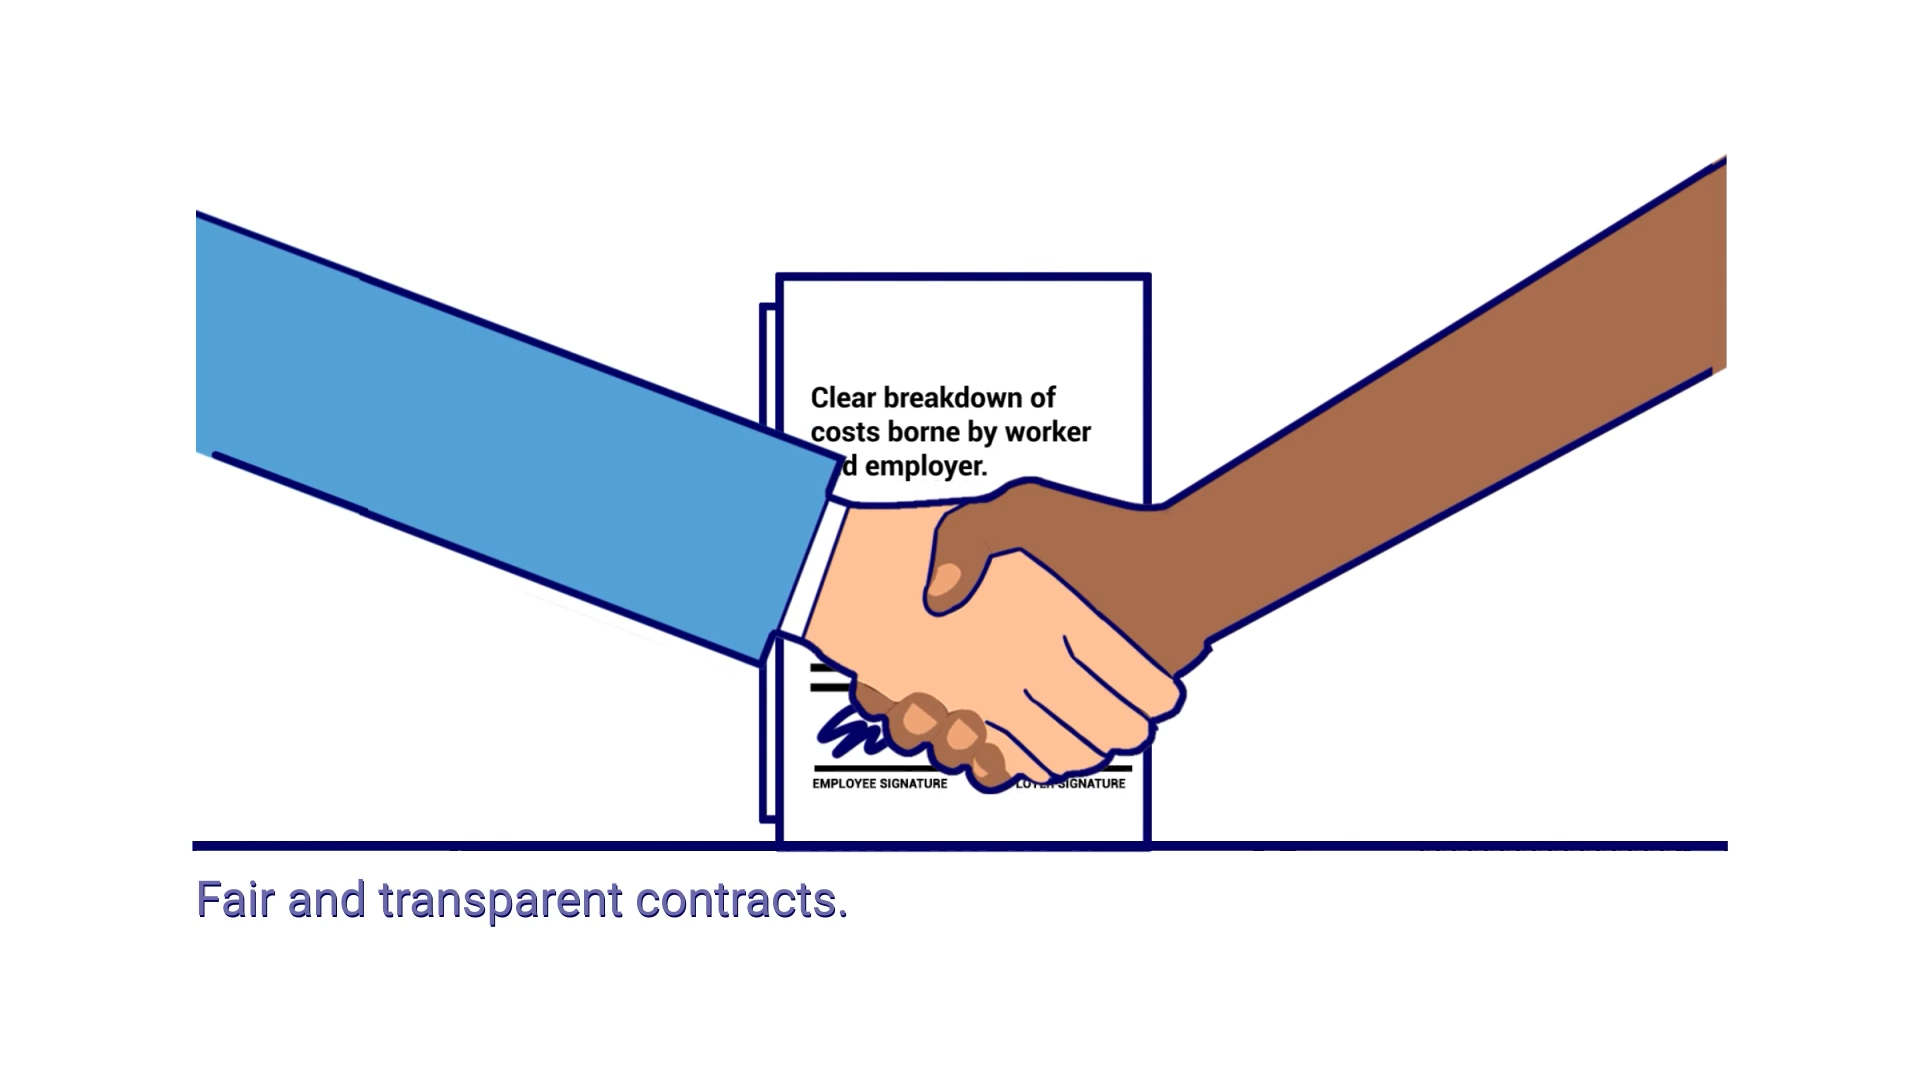 Clear breakdown of
costs borne by worker
employer.
EMPLOYEE SIGNATURE
SIGNATURE
Fair and transparent contracts.